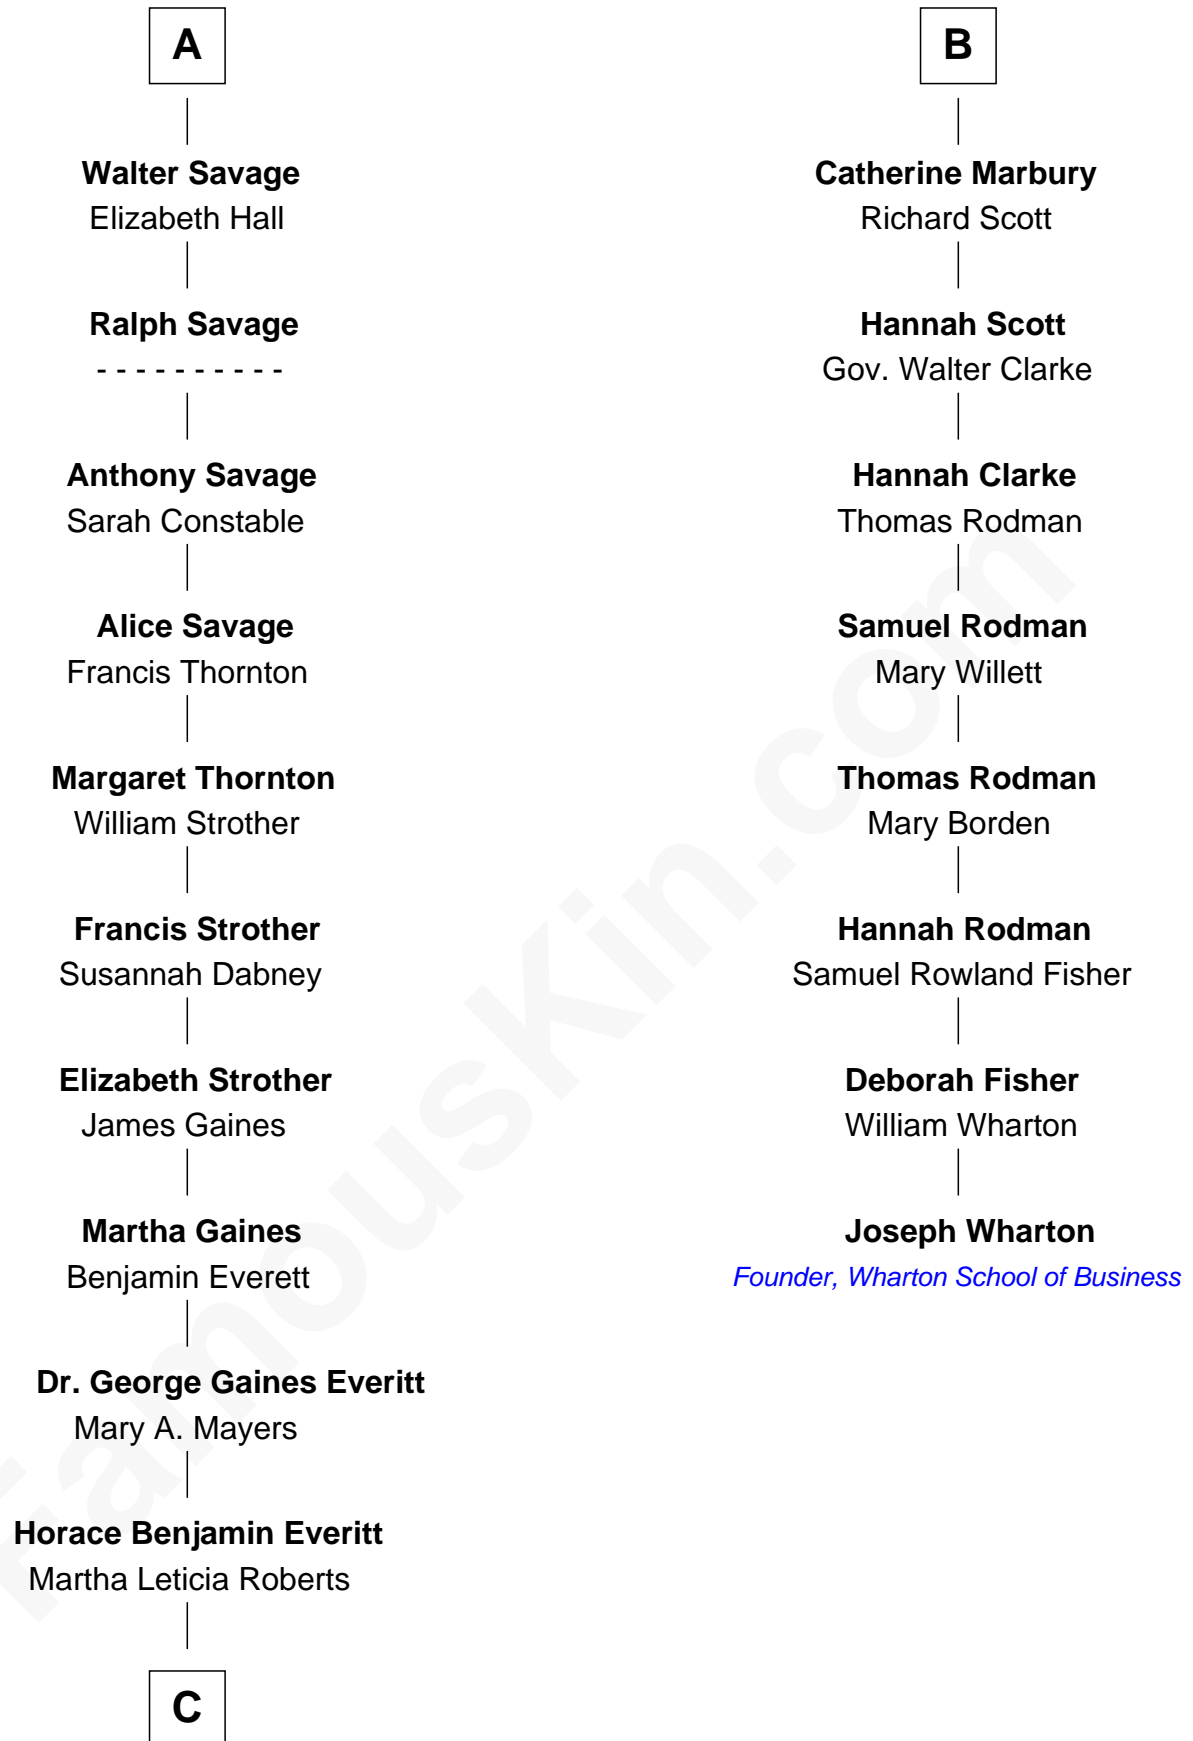 A
Walter Savage
Elizabeth Hall
Ralph Savage
- - - - - - - - - -
Anthony Savage
Sarah Constable
Alice Savage
Francis Thornton
Margaret Thornton
William Strother
Francis Strother
Susannah Dabney
Elizabeth Strother
James Gaines
Martha Gaines
Benjamin Everett
Dr. George Gaines Everitt
Mary A. Mayers
Horace Benjamin Everitt
Martha Leticia Roberts
C
B
Catherine Marbury
Richard Scott
Hannah Scott
Gov. Walter Clarke
Hannah Clarke
Thomas Rodman
Samuel Rodman
Mary Willett
Thomas Rodman
Mary Borden
Hannah Rodman
Samuel Rowland Fisher
Deborah Fisher
William Wharton
Joseph Wharton
Founder, Wharton School of Business
FamousKin.com